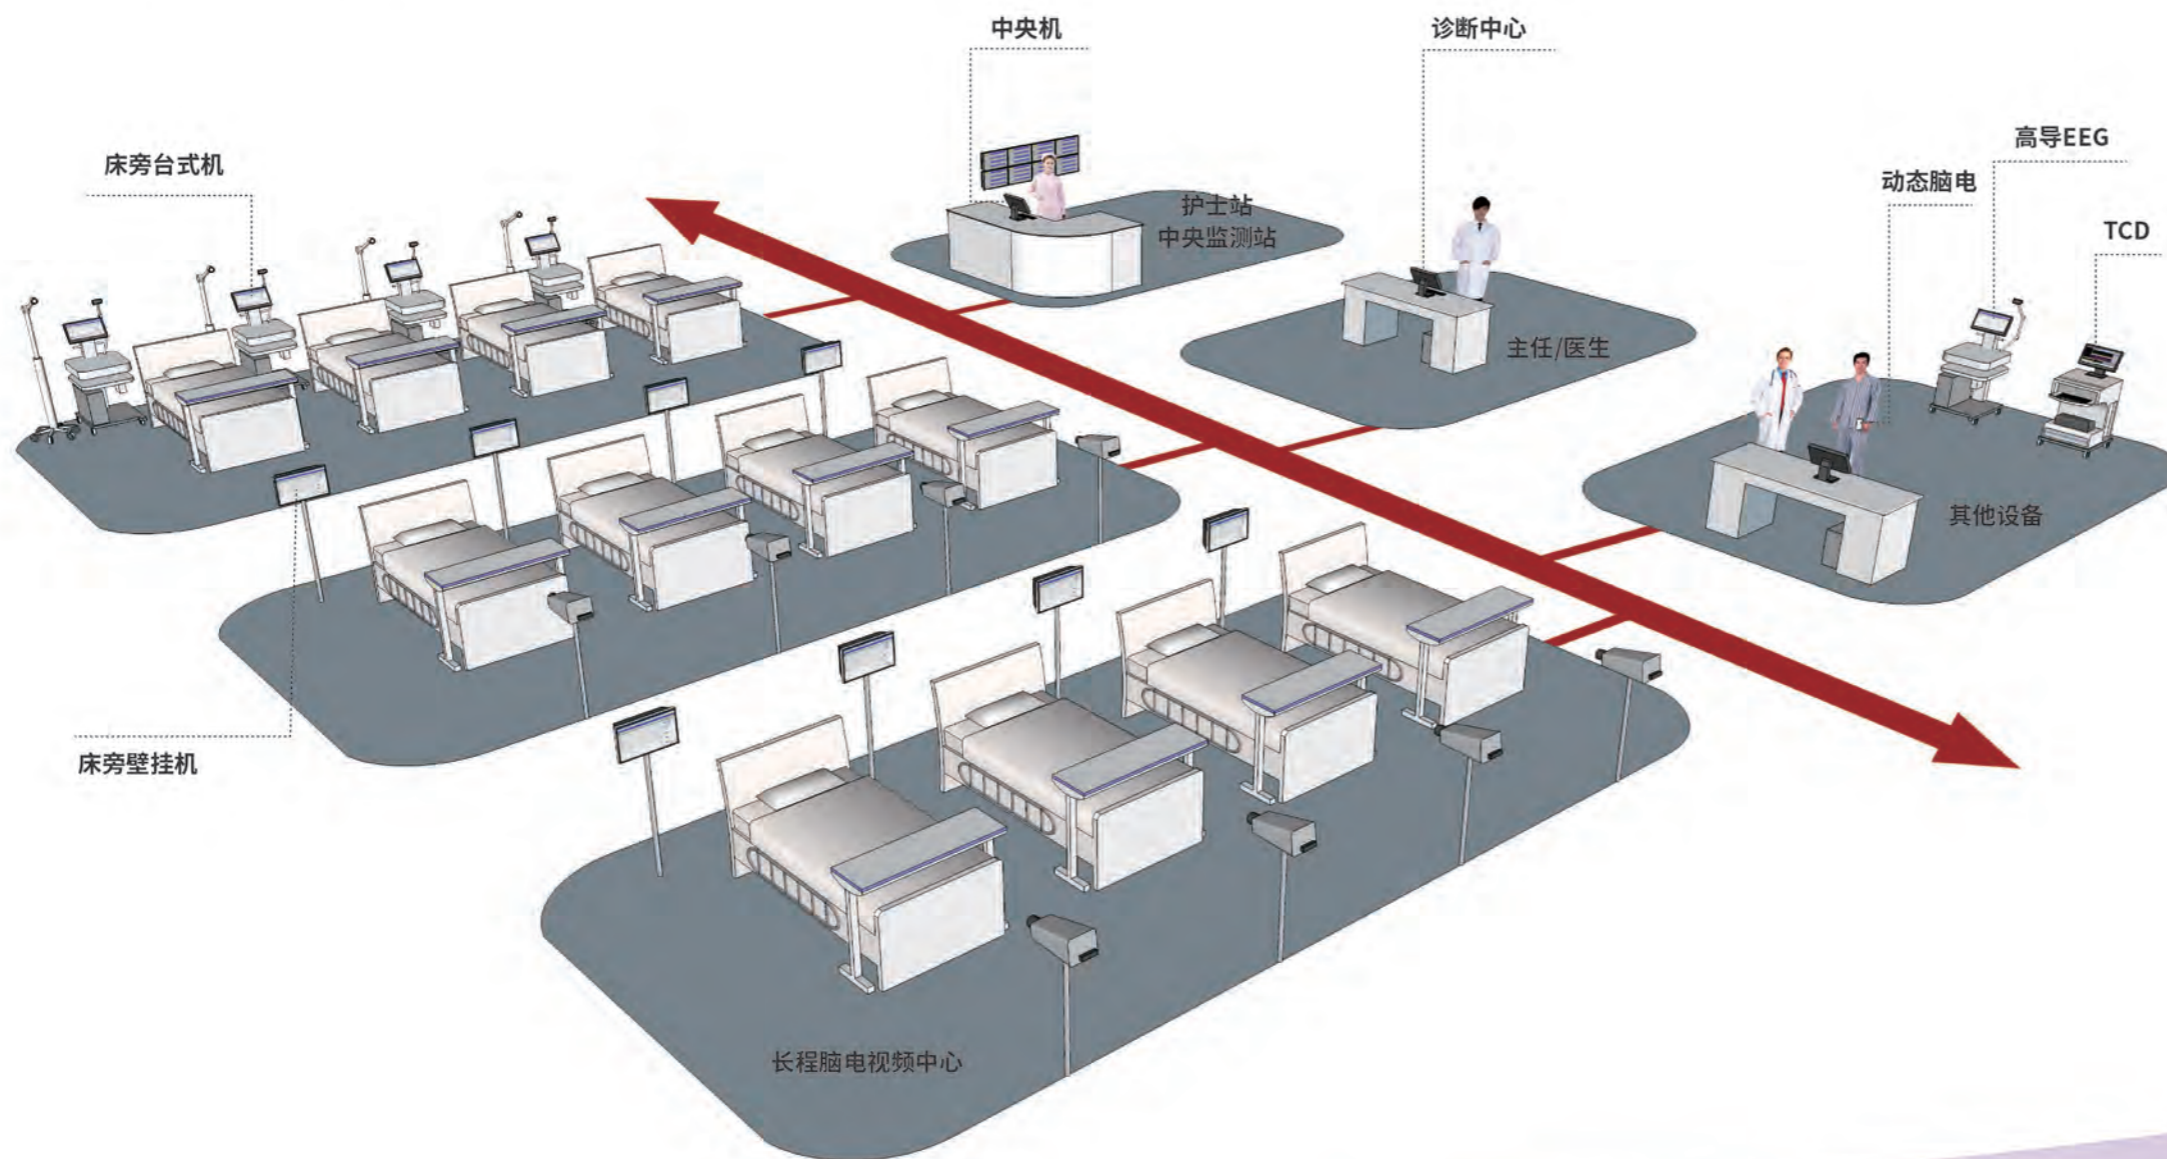 中央机
诊断中心
高导EEG
床旁台式机
动态脑电
护士站
中央监测站
TCD
主任/医生
其他设备
床旁壁挂机
长程脑电视频中心